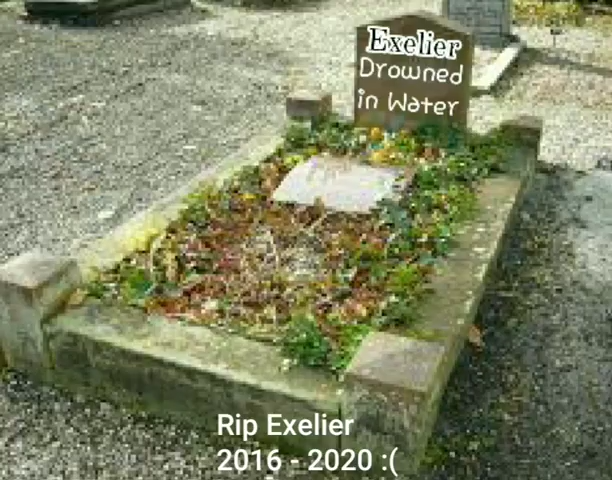 Exelier
Drowned
in Water
Rip Exelier
2016 - 2020 :(